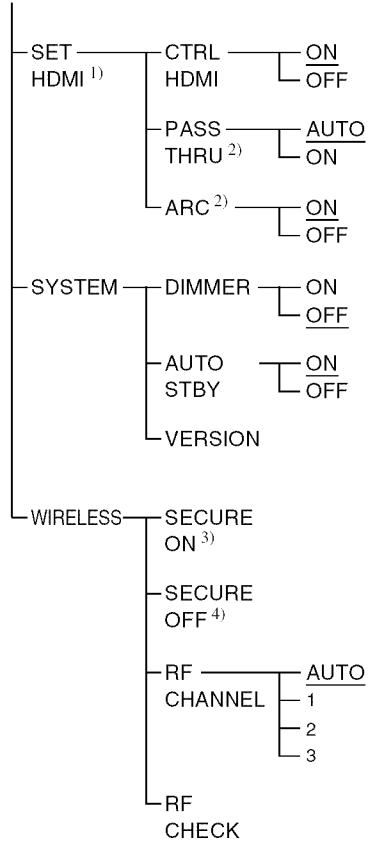 SET CTRL ON
HDMI 1) HDMI OFF
PASS AUTO
THRU 2) ON
ARC 2) ON
OFF
SYSTEM DIMMER ON
OFF
AUTO ON
STBY OFF
VERSION
WIRELESS SECURE
ON 3)
SECURE
OFF 4)
RF AUTO
CHANNEL 1
2
3
RF
CHECK